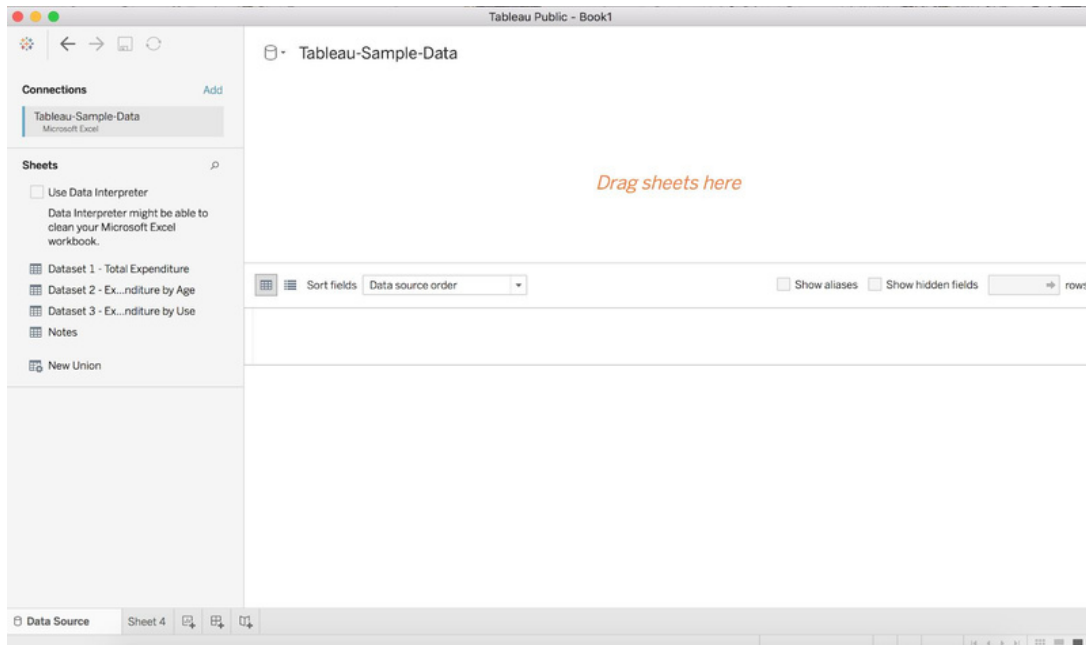 Tableau Public - Book1
Tableau-Sample-Data
Connections Add
Tableau-Sample-Data
Microsoft Excel
Sheets
Use Data Interpreter
Data Interpreter might be able to
clean your Microsoft Excel
workbook.
Dataset 1 - Total Expenditure
Dataset 2 - Ex...nditure by Age
Dataset 3 - Ex...nditure by Use
Notes
New Union
Drag sheets here
Sort fields Data source order Show aliases Show hidden fields rows
Data Source Sheet 4